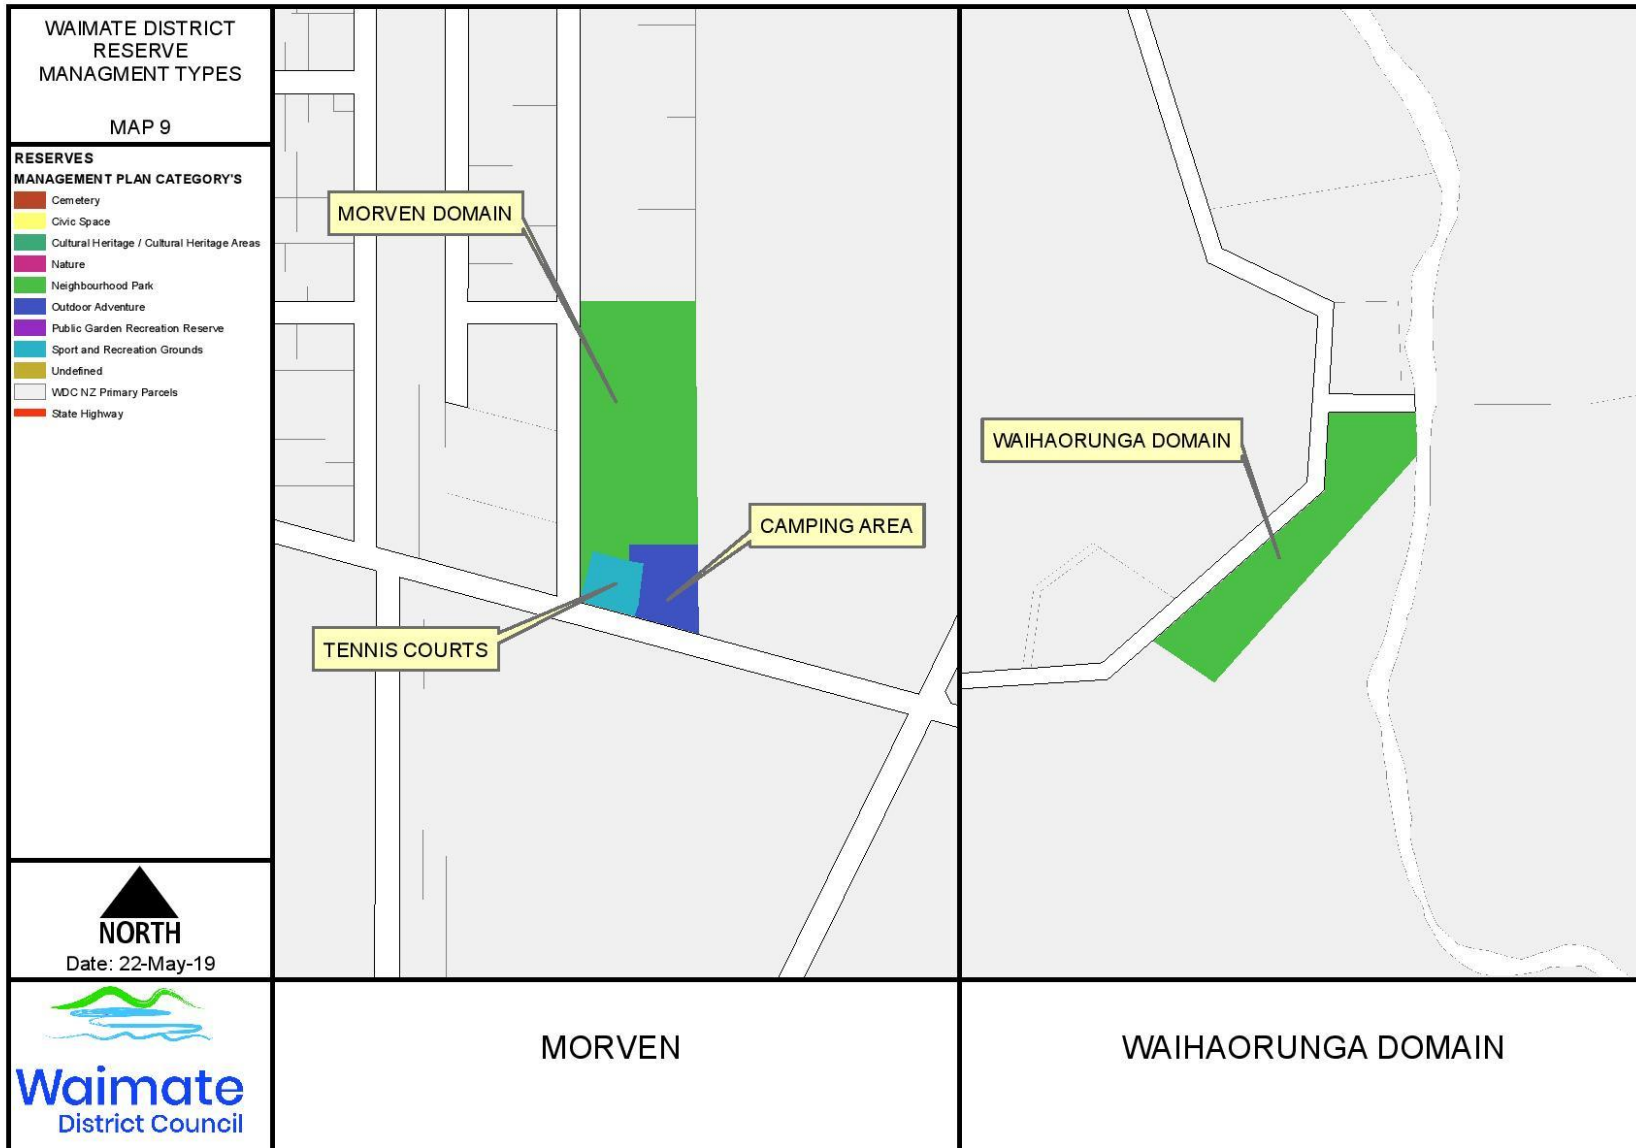 WAIMATE DISTRICT
RESERVE
MANAGMENT TYPES
MAP 9
RESERVES
MANAGEMENT PLAN CATEGORY'S
Cemetery
Civic Space
Cultural Heritage / Cultural Heritage Areas
Nature
Neighbourhood Park
Outdoor Adventure
Public Garden Recreation Reserve
Sport and Recreation Grounds
Undefined
WDC NZ Primary Parcels
State Highway
NORTH
Date: 22-May-19
Waimate
District Council
MORVEN DOMAIN
CAMPING AREA
TENNIS COURTS
MORVEN
WAIHAORUNGA DOMAIN
WAIHAORUNGA DOMAIN